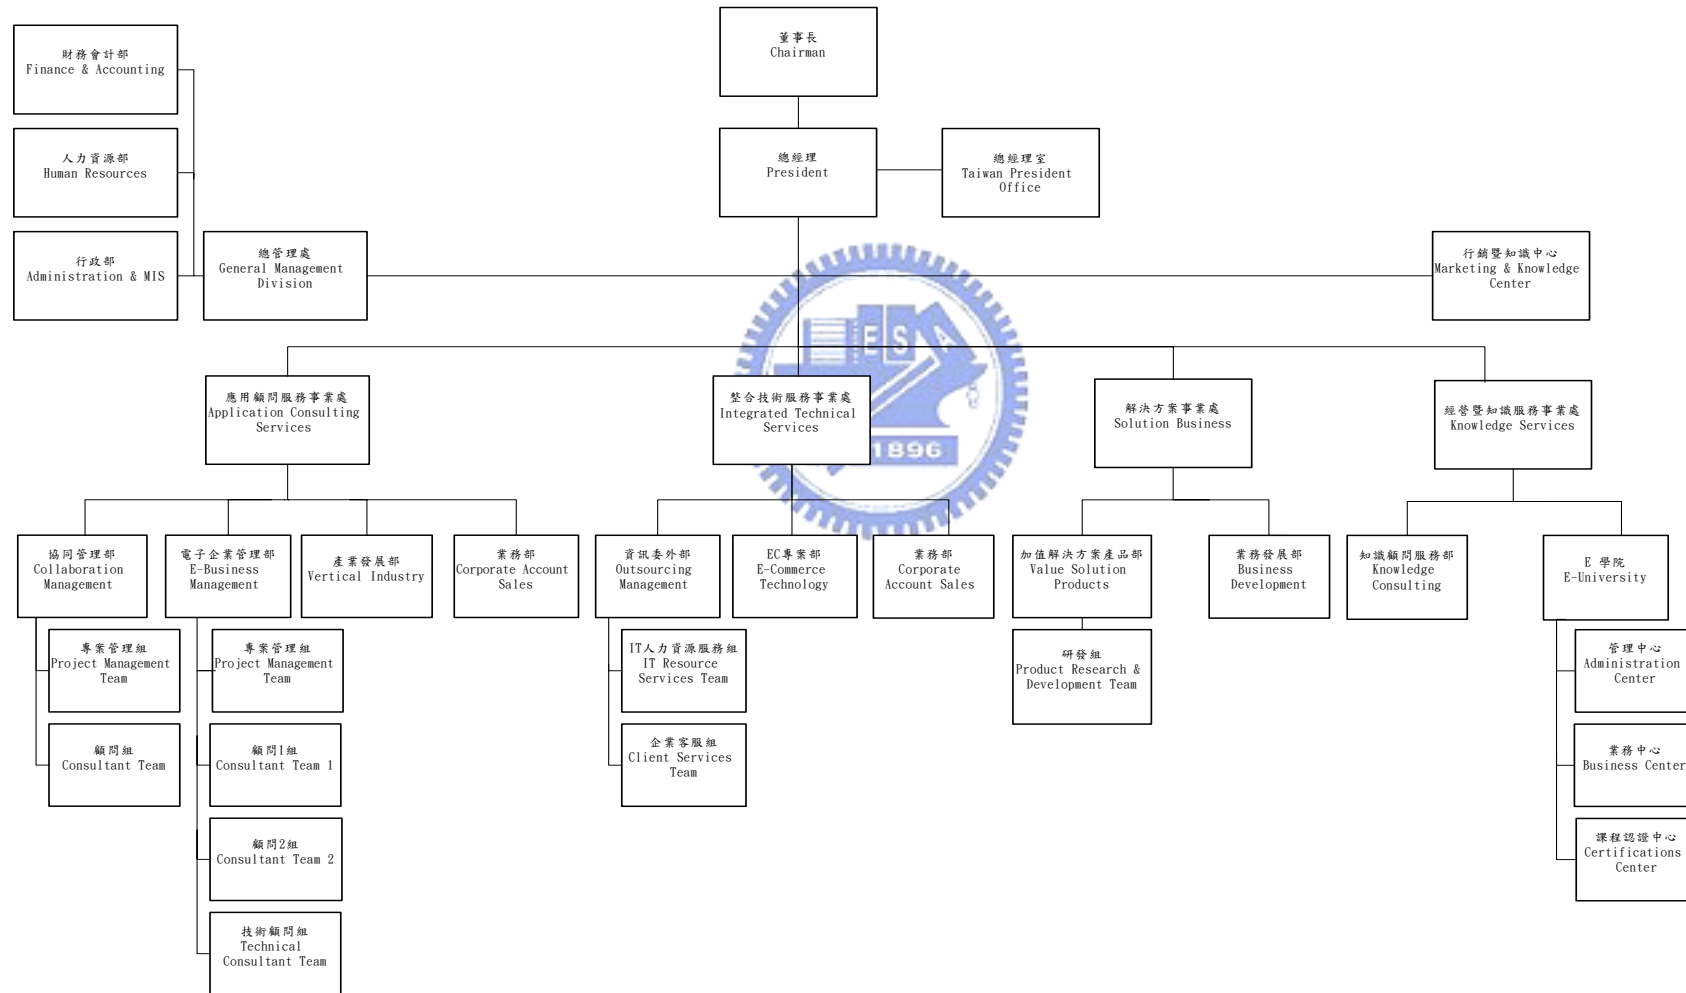 董事長
Chairman
財務會計部
Finance & Accounting
人力資源部
Human Resources
總經理
President
總經理室
Taiwan President
Office
行政部
Administration & MIS
總管理處
General Management
Division
行銷暨知識中心
Marketing & Knowledge
Center
E S A
1896
應用顧問服務事業處
Application Consulting
Services
整合技術服務事業處
Integrated Technical
Services
解決方案事業處
Solution Business
經營暨知識服務事業處
Knowledge Services
協同管理部
Collaboration
Management
電子企業管理部
E-Business
Management
產業發展部
Vertical Industry
業務部
Corporate Account
Sales
資訊委外部
Outsourcing
Management
EC專案部
E-Commerce
Technology
業務部
Corporate
Account Sales
加值解決方案產品部
Value Solution
Products
業務發展部
Business
Development
知識顧問服務部
Knowledge
Consulting
E 學院
E-University
專案管理組
Project Management
Team
專案管理組
Project Management
Team
IT人力資源服務組
IT Resource
Services Team
研發組
Product Research &
Development Team
管理中心
Administration
Center
顧問組
Consultant Team
顧問1組
Consultant Team 1
企業客服組
Client Services
Team
業務中心
Business Center
顧問2組
Consultant Team 2
課程認證中心
Certifications
Center
技術顧問組
Technical
Consultant Team